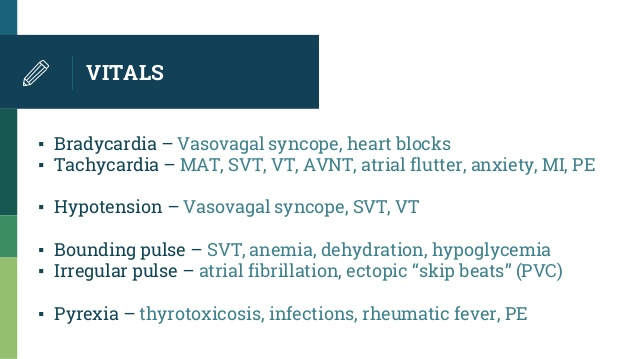 VITALS
▪ Bradycardia – Vasovagal syncope, heart blocks
▪ Tachycardia – MAT, SVT, VT, AVNT, atrial flutter, anxiety, MI, PE
▪ Hypotension – Vasovagal syncope, SVT, VT
▪ Bounding pulse – SVT, anemia, dehydration, hypoglycemia
▪ Irregular pulse – atrial fibrillation, ectopic “skip beats” (PVC)
▪ Pyrexia – thyrotoxicosis, infections, rheumatic fever, PE